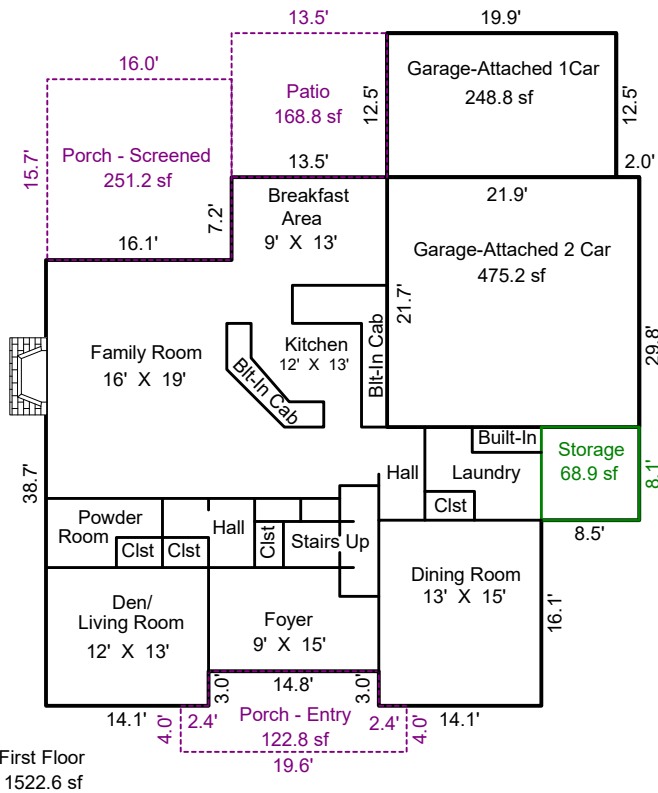 13.5'
19.9'
16.0'
Patio
168.8 sf
12.5'
Garage-Attached 1Car
248.8 sf
12.5'
15.7'
Porch - Screened
251.2 sf
13.5'
2.0'
16.1'
7.2'
Breakfast
Area
9' X 13'
21.9'
Garage-Attached 2 Car
475.2 sf
21.7'
29.8'
Family Room
16' X 19'
Kitchen
12' X 13'
Blt-In Cab
Blt-In Cab
38.7'
Hall
Built-In
Laundry
Clst
Storage
68.9 sf
8.1'
8.5'
Powder
Room
Clst
Clst
Hall
Clst
Stairs Up
Den/
Living Room
12' X 13'
Foyer
9' X 15'
Dining Room
13' X 15'
16.1'
14.1'
3.0'
14.8'
3.0'
14.1'
4.0'
2.4'
Porch - Entry
122.8 sf
2.4'
4.0'
19.6'
First Floor
1522.6 sf